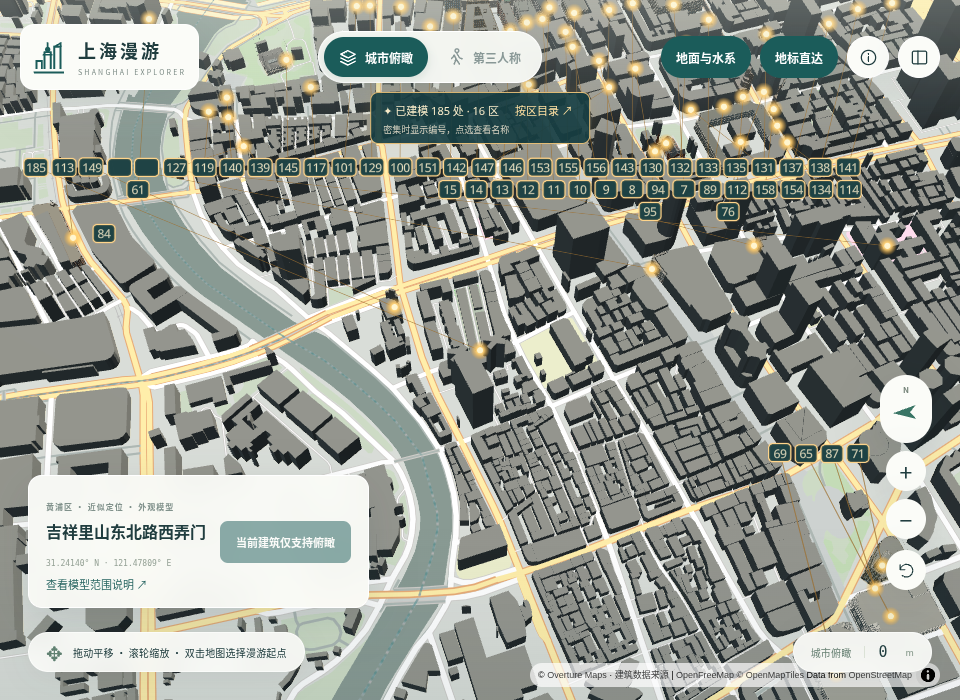 上海漫游
SHANGHAI EXPLORER
城市俯瞰
第三人称
地面与水系
地标直达
✦ 已建模 185 处 · 16 区 按区目录 ↗
密集时显示编号，点选查看名称
185 113 149 127 119 140 139 145 117 101 129 100 151 142 147 146 153 155 156 143 130 132 133 135 131 137 138 141
61 15 14 13 12 11 10 9 8 94 7 89 112 158 154 134 114
95 76
84
N
69 65 87 71
+
−
黄浦区 · 近似定位 · 外观模型
吉祥里山东北路西弄门
当前建筑仅支持俯瞰
31.24140° N · 121.47809° E
查看模型范围说明 ↗
拖动平移 · 滚轮缩放 · 双击地图选择漫游起点
城市俯瞰 0 m
© Overture Maps · 建筑数据来源 | OpenFreeMap © OpenMapTiles Data from OpenStreetMap